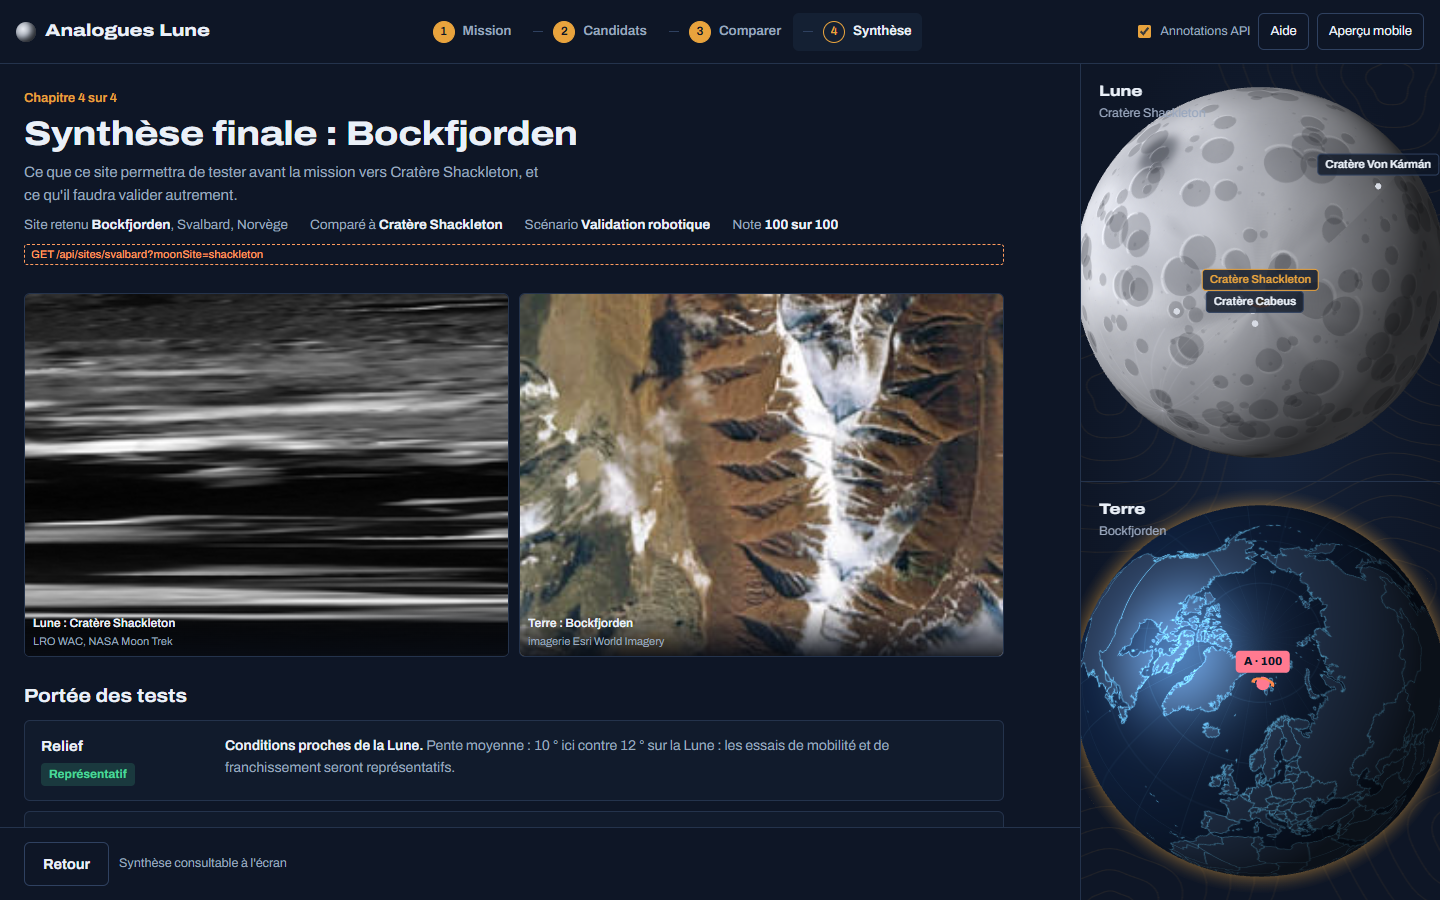 Analogues Lune
1 Mission
2 Candidats
3 Comparer
4 Synthèse
Annotations API
Aide
Aperçu mobile
Chapitre 4 sur 4
Synthèse finale : Bockfjorden
Ce que ce site permettra de tester avant la mission vers Cratère Shackleton, et
ce qu'il faudra valider autrement.
Site retenu Bockfjorden, Svalbard, Norvège Comparé à Cratère Shackleton Scénario Validation robotique Note 100 sur 100
GET /api/sites/svalbard?moonSite=shackleton
Lune : Cratère Shackleton
LRO WAC, NASA Moon Trek
Terre : Bockfjorden
imagerie Esri World Imagery
Portée des tests
Relief
Représentatif
Conditions proches de la Lune. Pente moyenne : 10 ° ici contre 12 ° sur la Lune : les essais de mobilité et de
franchissement seront représentatifs.
Retour
Synthèse consultable à l'écran
Lune
Cratère Shackleton
Cratère Von Kármán
Cratère Shackleton
Cratère Cabeus
Terre
Bockfjorden
A · 100